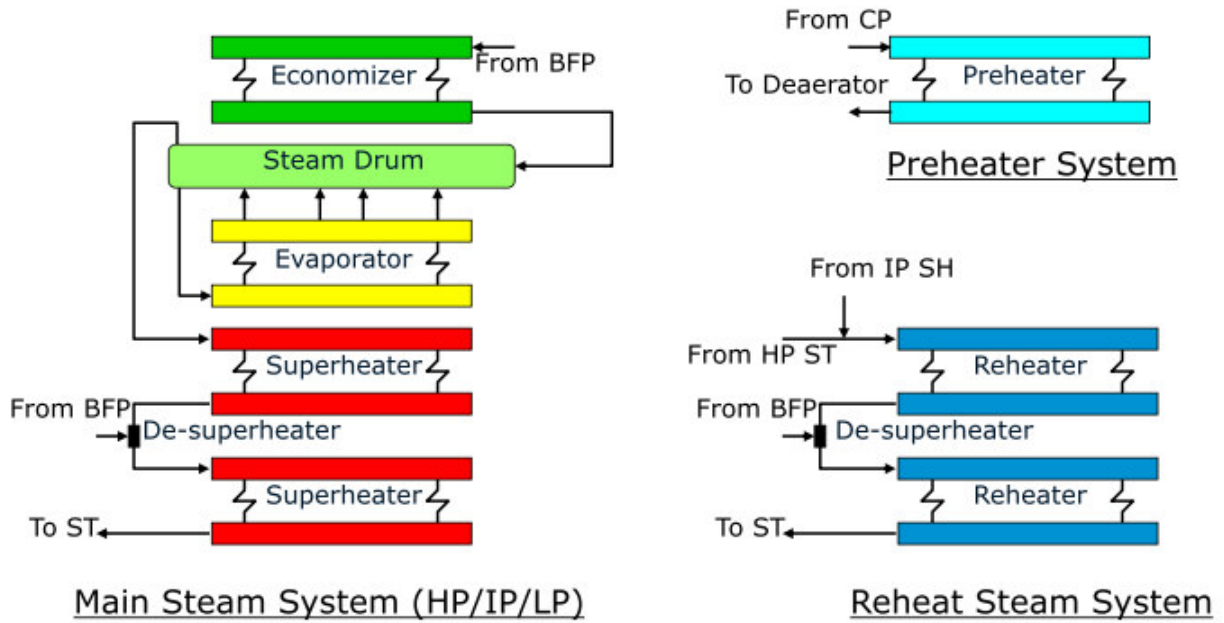 From BFP
Economizer
Steam Drum
Evaporator
Superheater
From BFP
De-superheater
Superheater
To ST
Main Steam System (HP/IP/LP)
From CP
Preheater
To Deaerator
Preheater System
From IP SH
From HP ST
Reheater
From BFP
De-superheater
Reheater
To ST
Reheat Steam System